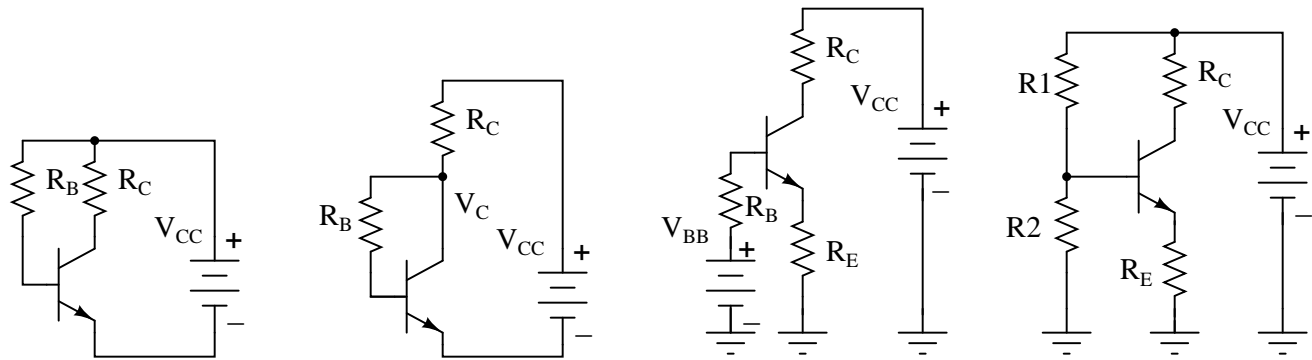 R_B R_C
V_CC
+
−
R_C
R_B V_C
V_CC
+
−
R_C
V_CC
+
−
R_B
V_BB
+
−
R_E
R1
R_C
V_CC
+
−
R2
R_E